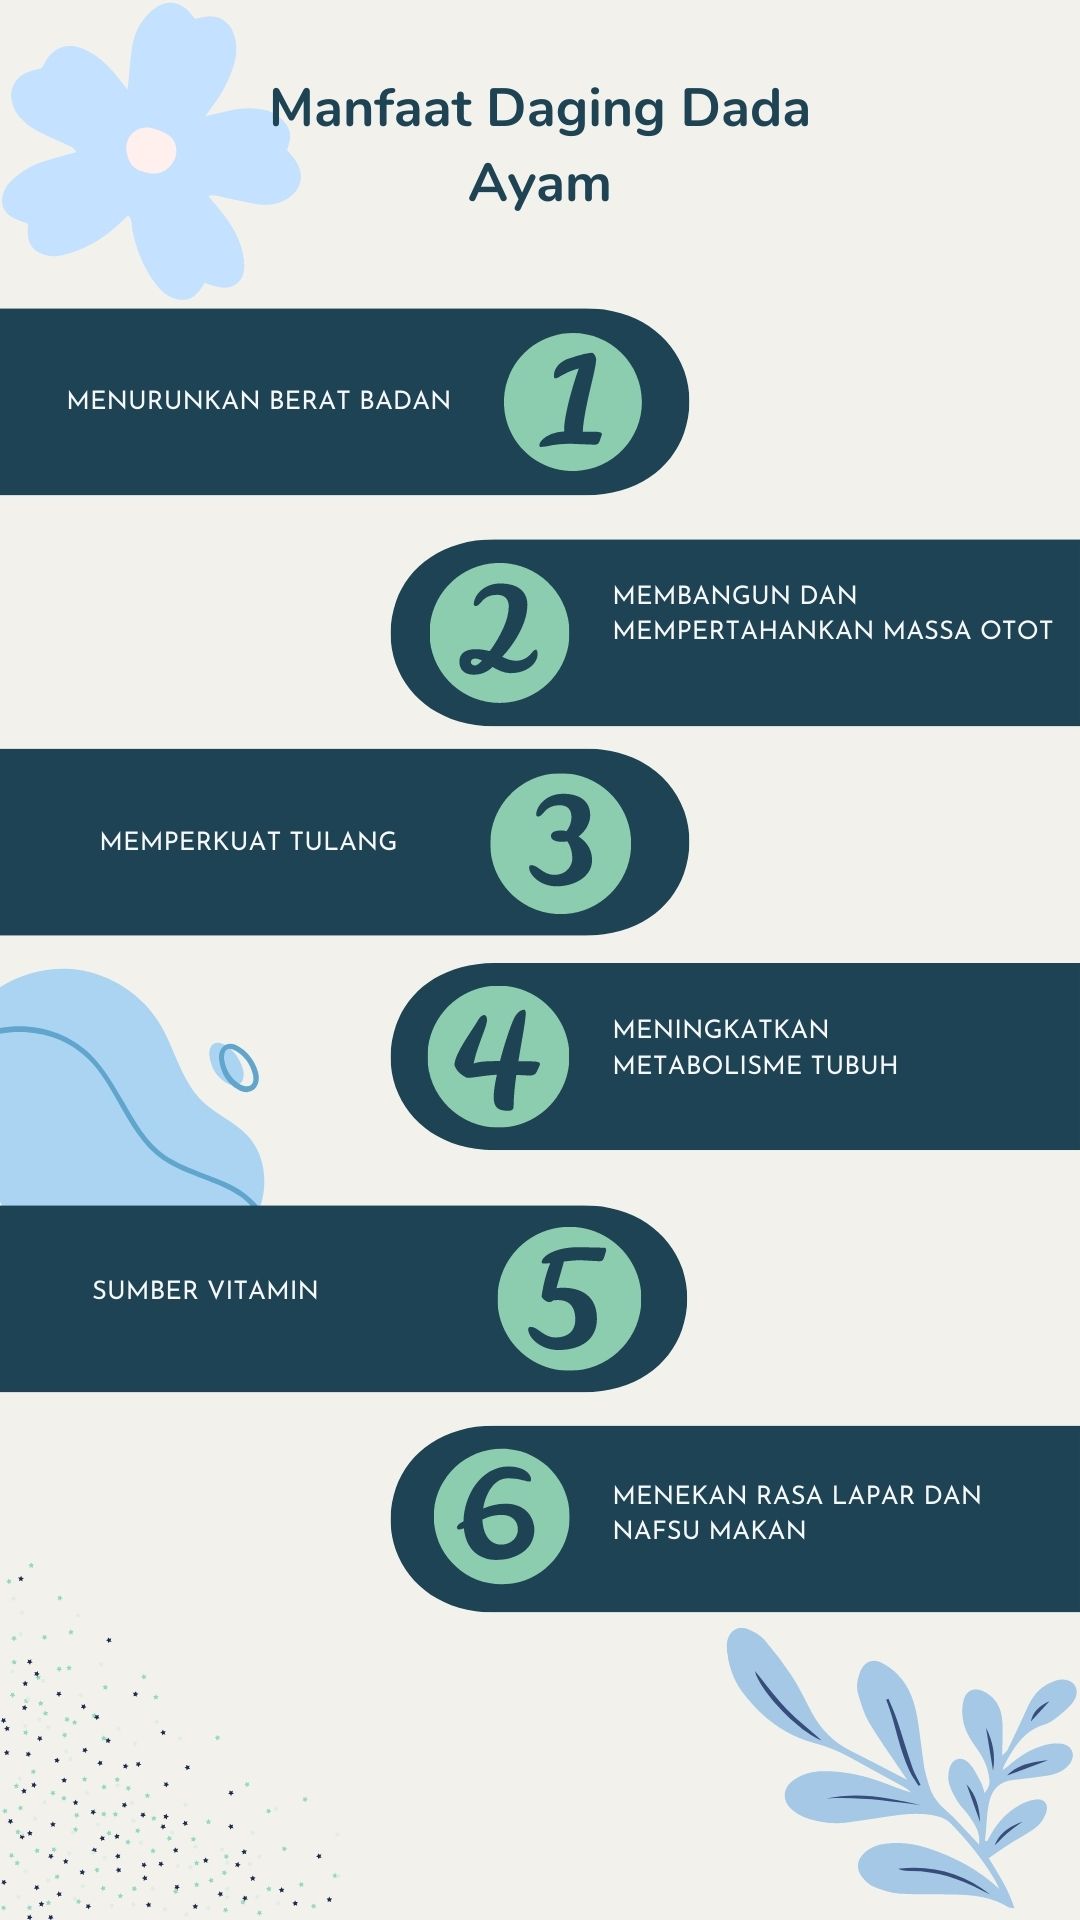 Manfaat Daging Dada
Ayam
MENURUNKAN BERAT BADAN
1
2
MEMBANGUN DAN
MEMPERTAHANKAN MASSA OTOT
MEMPERKUAT TULANG
3
4
MENINGKATKAN
METABOLISME TUBUH
SUMBER VITAMIN
5
6
MENEKAN RASA LAPAR DAN
NAFSU MAKAN